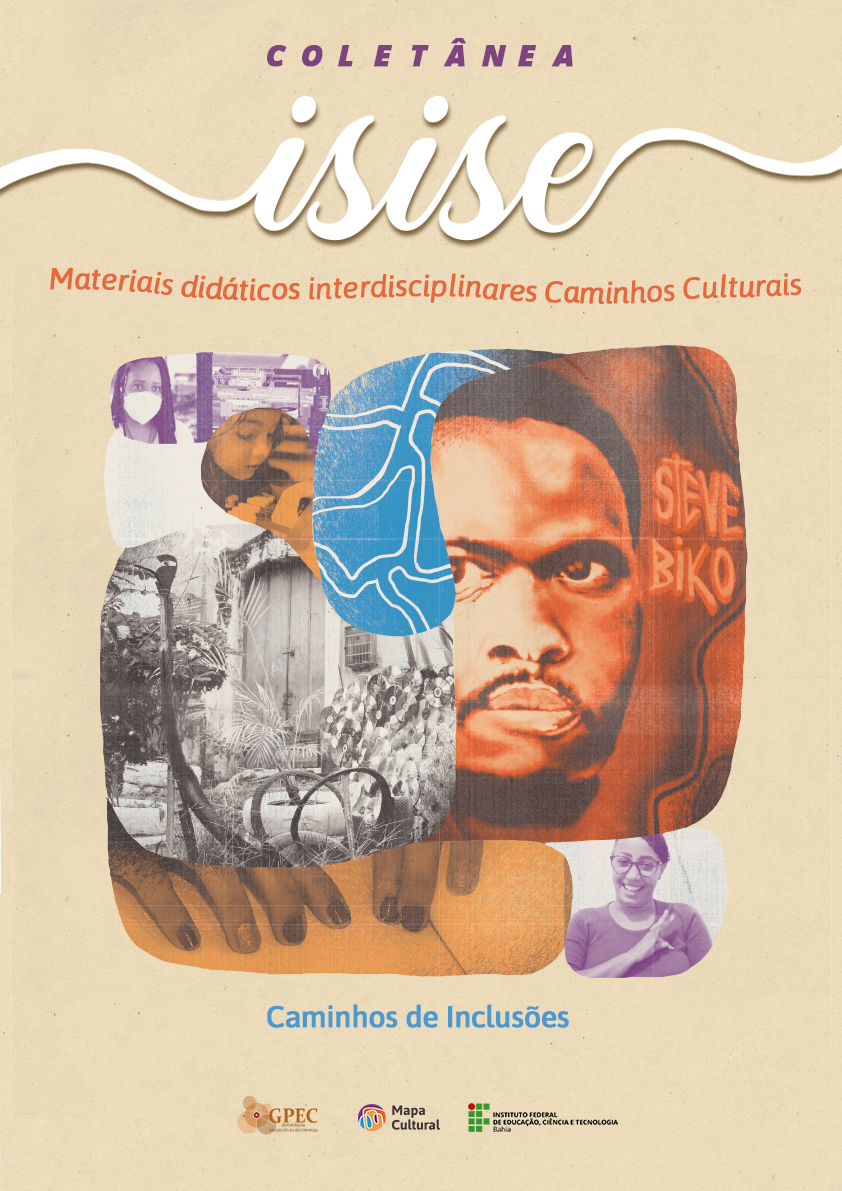 COLETÂNEA
isise
Materiais didáticos interdisciplinares Caminhos Culturais
STEVE
BIKO
Caminhos de Inclusões
GPEC
Mapa
Cultural
INSTITUTO FEDERAL
DE EDUCAÇÃO, CIÊNCIA E TECNOLOGIA
Bahia